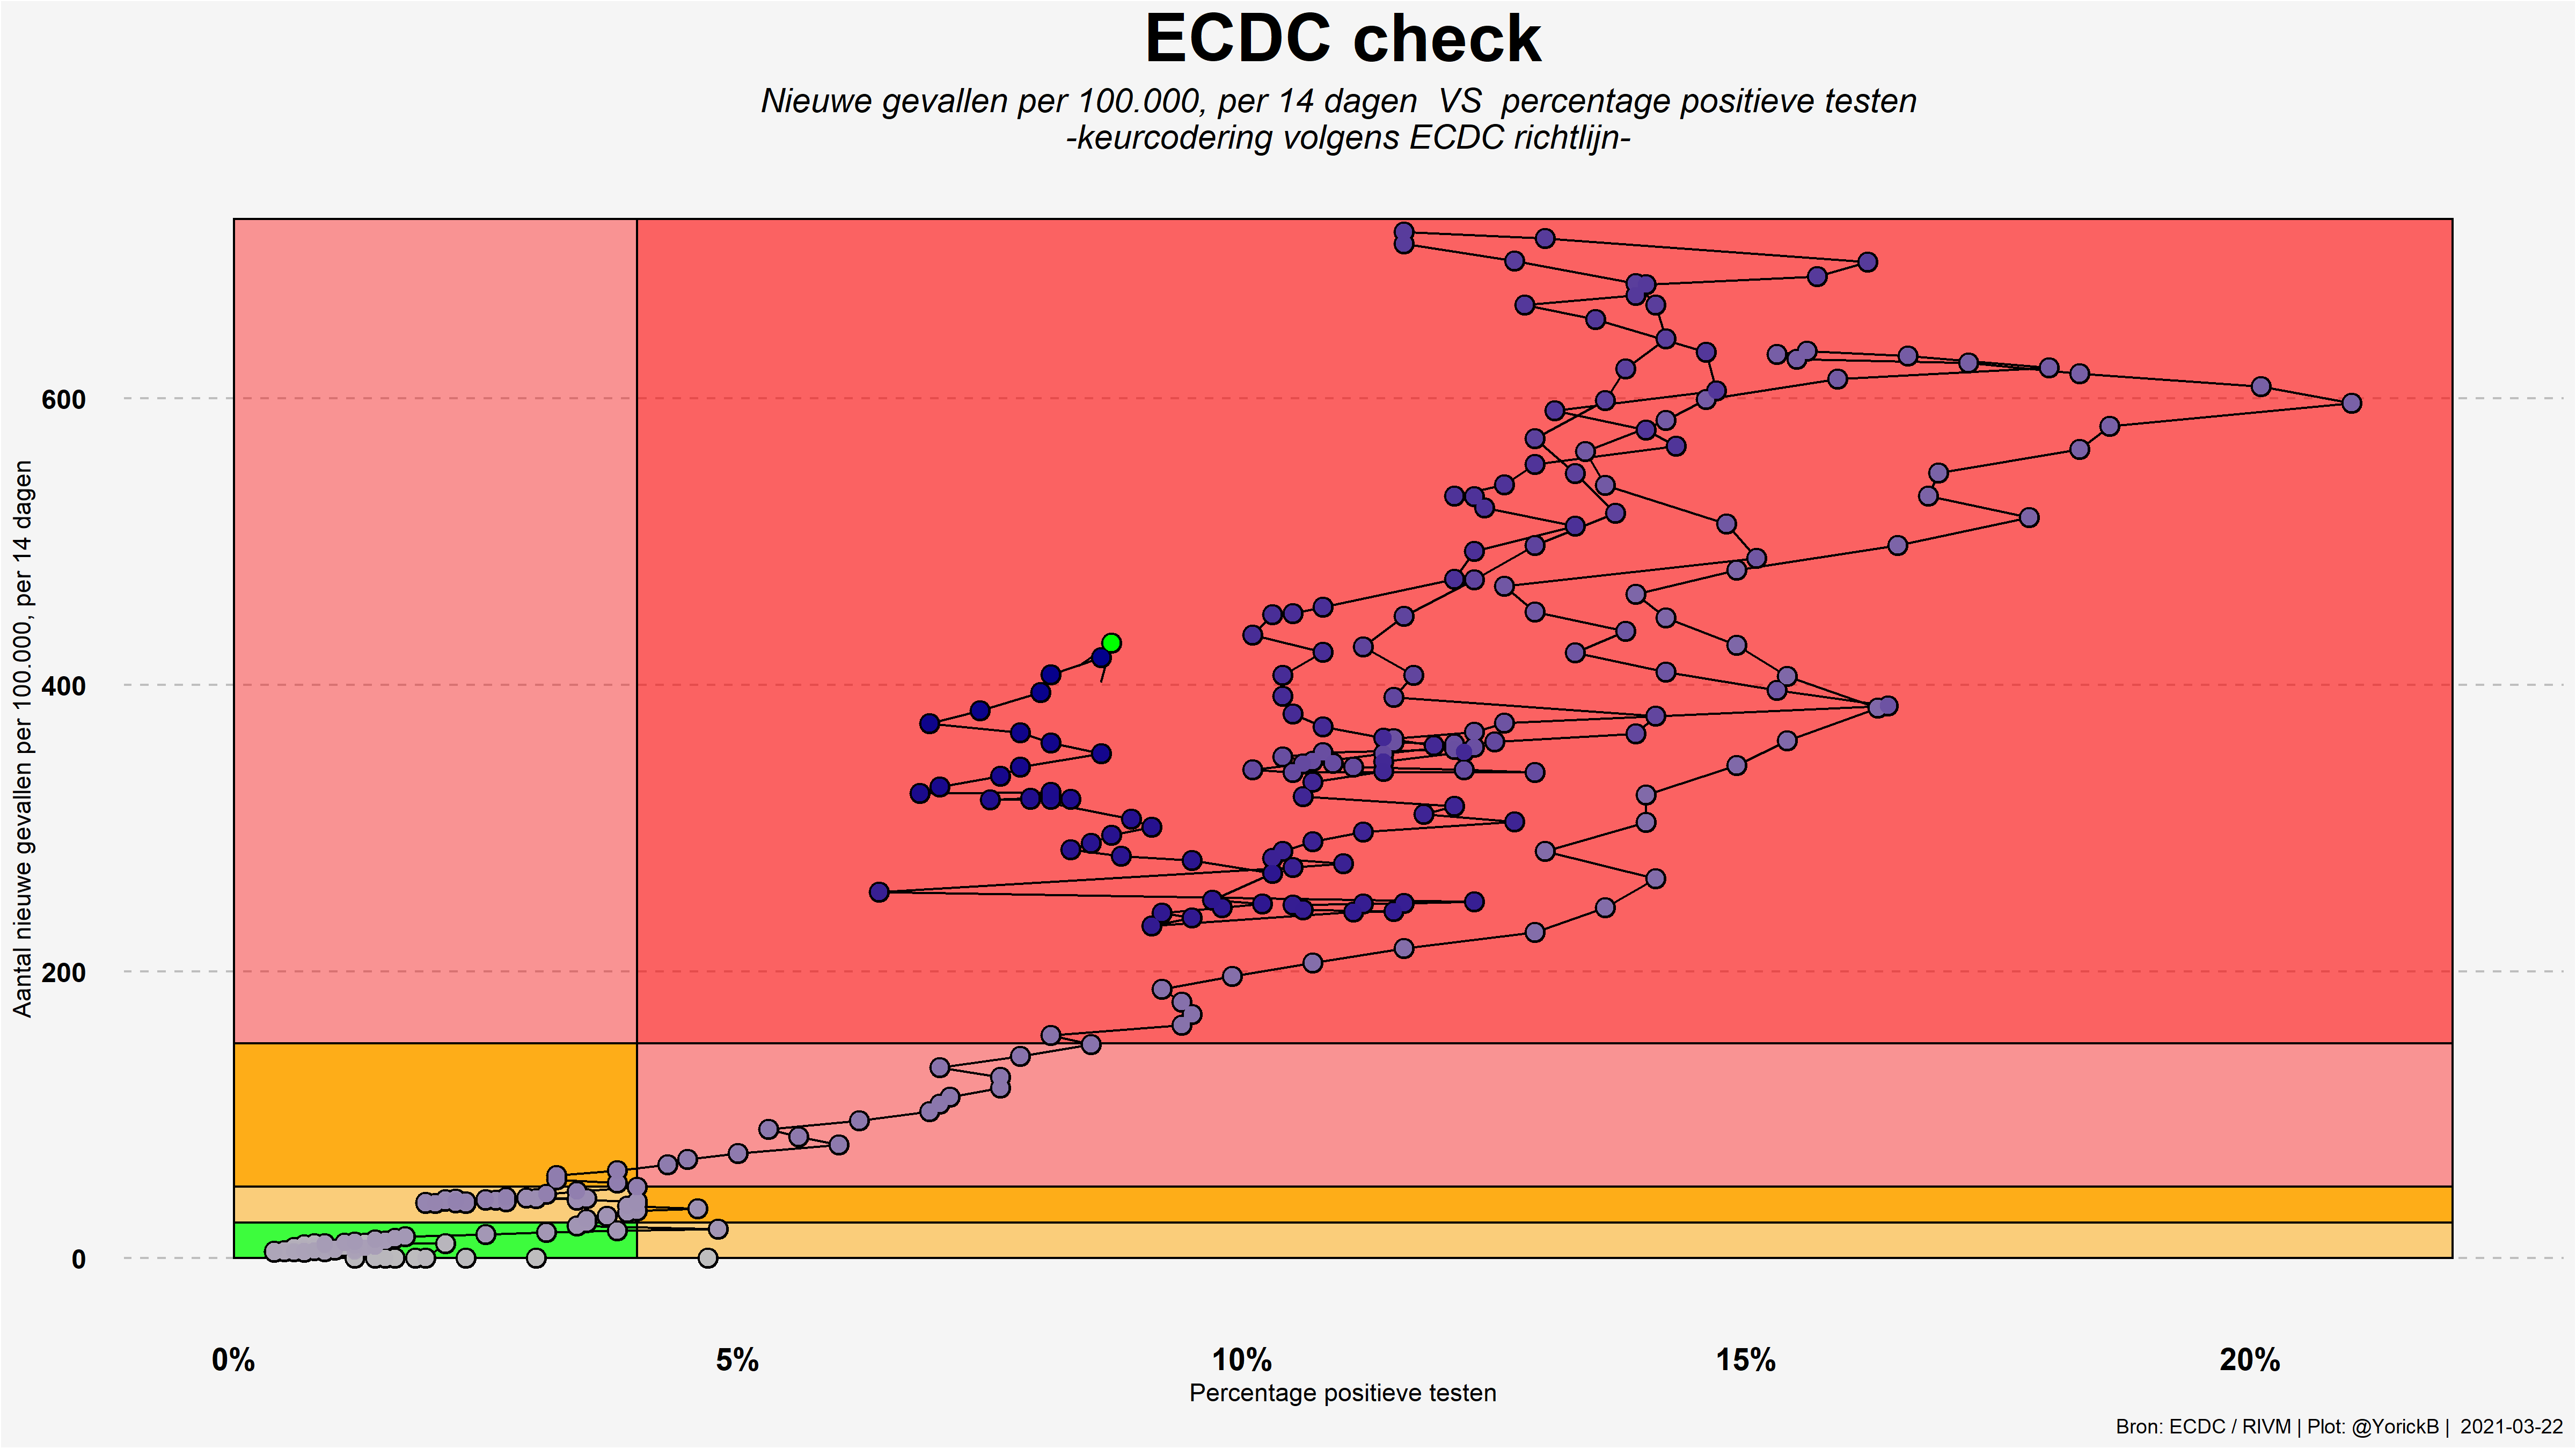 ECDC check
Nieuwe gevallen per 100.000, per 14 dagen  VS  percentage positieve testen
-keurcodering volgens ECDC richtlijn-
Aantal nieuwe gevallen per 100.000, per 14 dagen
600
400
200
0
0%
5%
10%
15%
20%
Percentage positieve testen
Bron: ECDC / RIVM | Plot: @YorickB |  2021-03-22